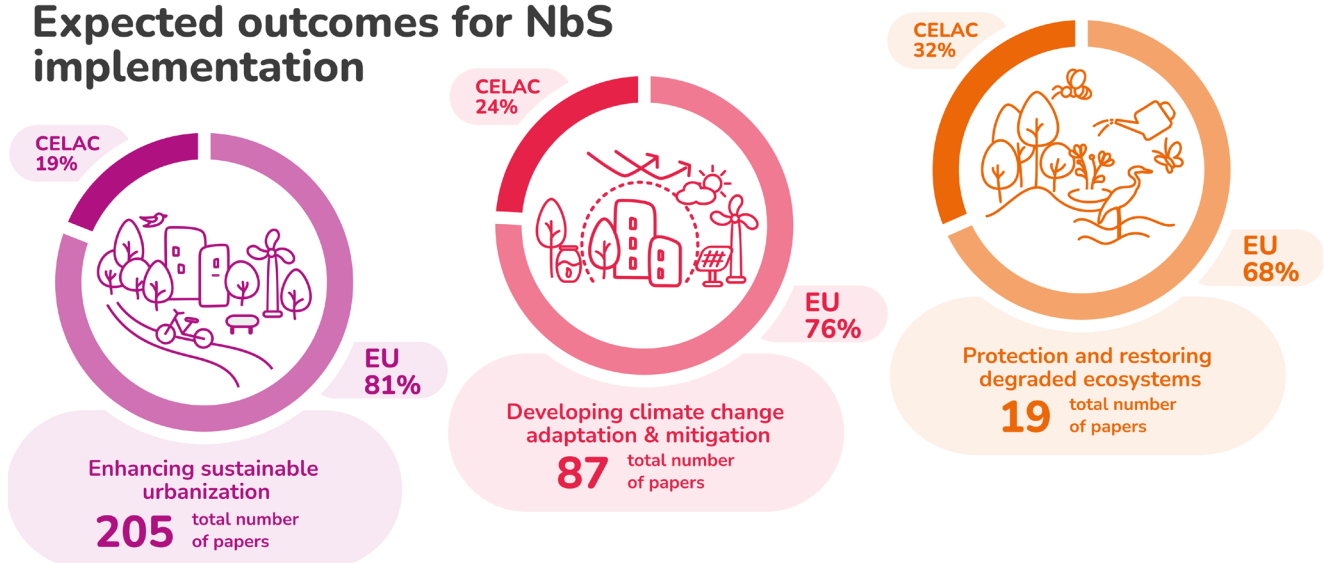 Expected outcomes for NbS
implementation
CELAC
19%
EU
81%
Enhancing sustainable
urbanization
205 total number
of papers
CELAC
24%
EU
76%
Developing climate change
adaptation & mitigation
87 total number
of papers
CELAC
32%
EU
68%
Protection and restoring
degraded ecosystems
19 total number
of papers